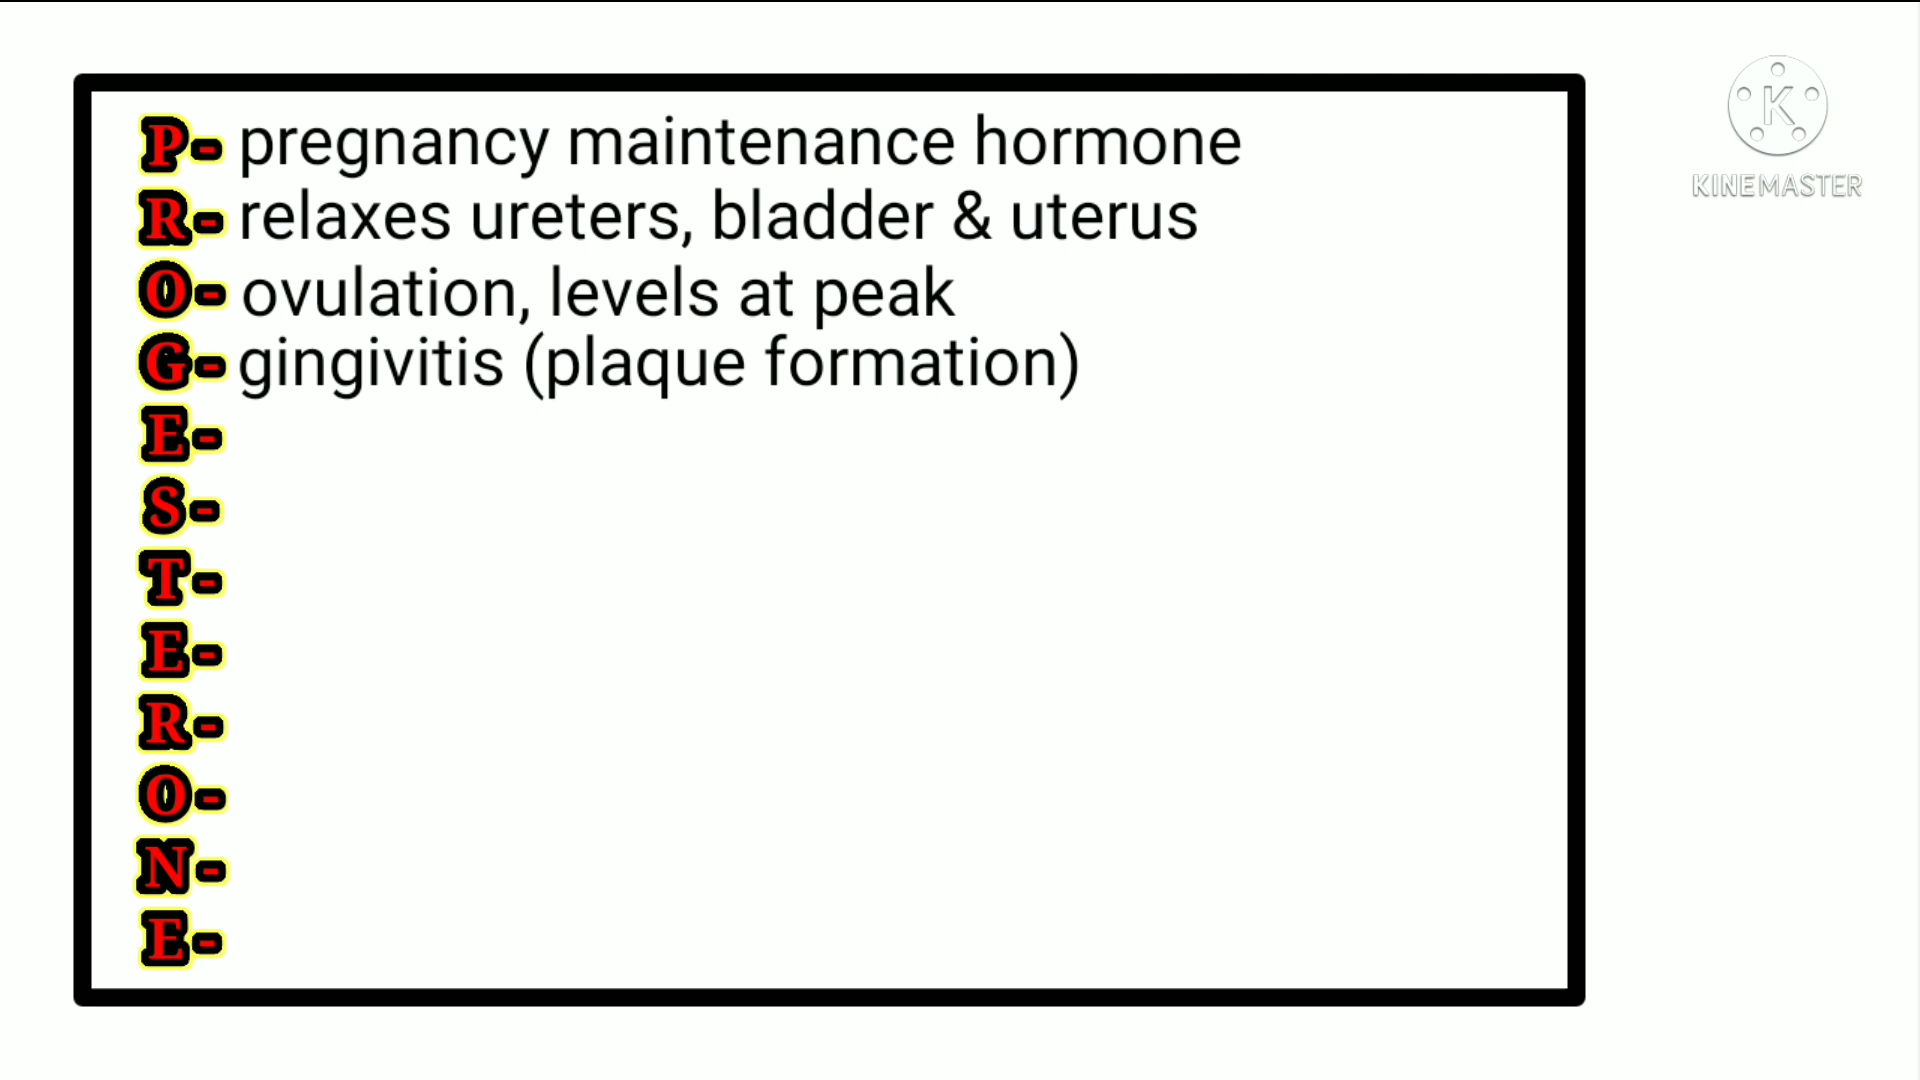 P- pregnancy maintenance hormone
R- relaxes ureters, bladder & uterus
O- ovulation, levels at peak
G- gingivitis (plaque formation)
E-
S-
T-
E-
R-
O-
N-
E-
K
KINEMASTER